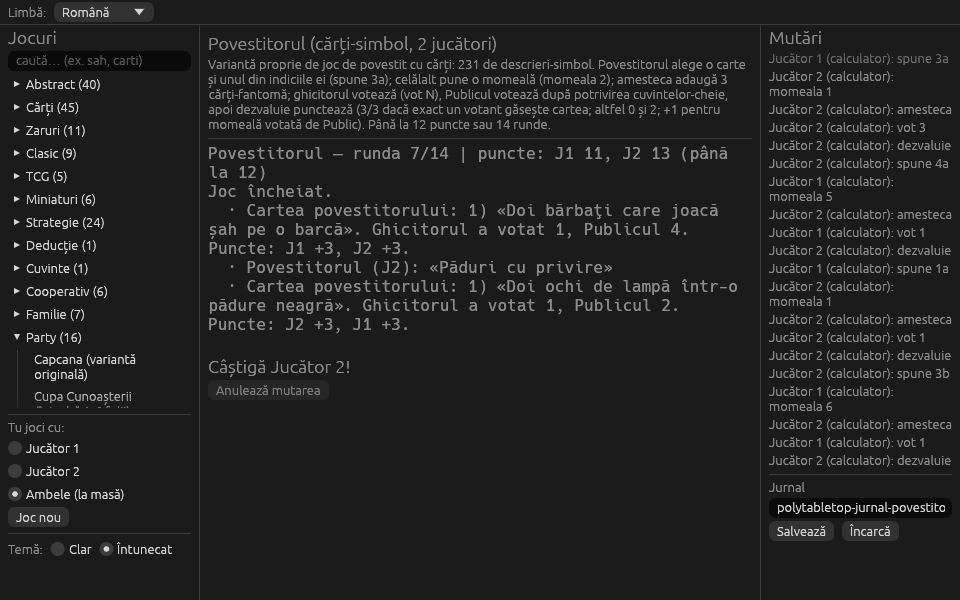 Limbă: Română
Jocuri
caută… (ex. sah, carti)
Abstract (40)
Cărți (45)
Zaruri (11)
Clasic (9)
TCG (5)
Miniaturi (6)
Strategie (24)
Deducție (1)
Cuvinte (1)
Cooperativ (6)
Familie (7)
Party (16)
Capcana (variantă
originală)
Cupa Cunoașterii
Tu joci cu:
Jucător 1
Jucător 2
Ambele (la masă)
Joc nou
Temă: Clar Întunecat
Povestitorul (cărți-simbol, 2 jucători)
Variantă proprie de joc de povestit cu cărți: 231 de descrieri-simbol. Povestitorul alege o carte
și unul din indiciile ei (spune 3a); celălalt pune o momeală (momeala 2); amesteca adaugă 3
cărți-fantomă; ghicitorul votează (vot N), Publicul votează după potrivirea cuvintelor-cheie,
apoi dezvaluie punctează (3/3 dacă exact un votant găsește cartea; altfel 0 și 2; +1 pentru
momeală votată de Public). Până la 12 puncte sau 14 runde.
Povestitorul — runda 7/14 | puncte: J1 11, J2 13 (până
la 12)
Joc încheiat.
· Cartea povestitorului: 1) «Doi bărbaţi care joacă
șah pe o barcă». Ghicitorul a votat 1, Publicul 4.
Puncte: J1 +3, J2 +3.
· Povestitorul (J2): «Păduri cu privire»
· Cartea povestitorului: 1) «Doi ochi de lampă într-o
pădure neagră». Ghicitorul a votat 1, Publicul 2.
Puncte: J2 +3, J1 +3.
Câștigă Jucător 2!
Anulează mutarea
Mutări
Jucător 1 (calculator): spune 3a
Jucător 2 (calculator):
momeala 1
Jucător 2 (calculator): amesteca
Jucător 2 (calculator): vot 3
Jucător 2 (calculator): dezvaluie
Jucător 2 (calculator): spune 4a
Jucător 1 (calculator):
momeala 5
Jucător 2 (calculator): amesteca
Jucător 1 (calculator): vot 1
Jucător 2 (calculator): dezvaluie
Jucător 1 (calculator): spune 1a
Jucător 2 (calculator):
momeala 1
Jucător 2 (calculator): amesteca
Jucător 2 (calculator): vot 1
Jucător 2 (calculator): dezvaluie
Jucător 2 (calculator): spune 3b
Jucător 1 (calculator):
momeala 6
Jucător 2 (calculator): amesteca
Jucător 1 (calculator): vot 1
Jucător 2 (calculator): dezvaluie
Jurnal
polytabletop-jurnal-povestito
Salvează Încarcă